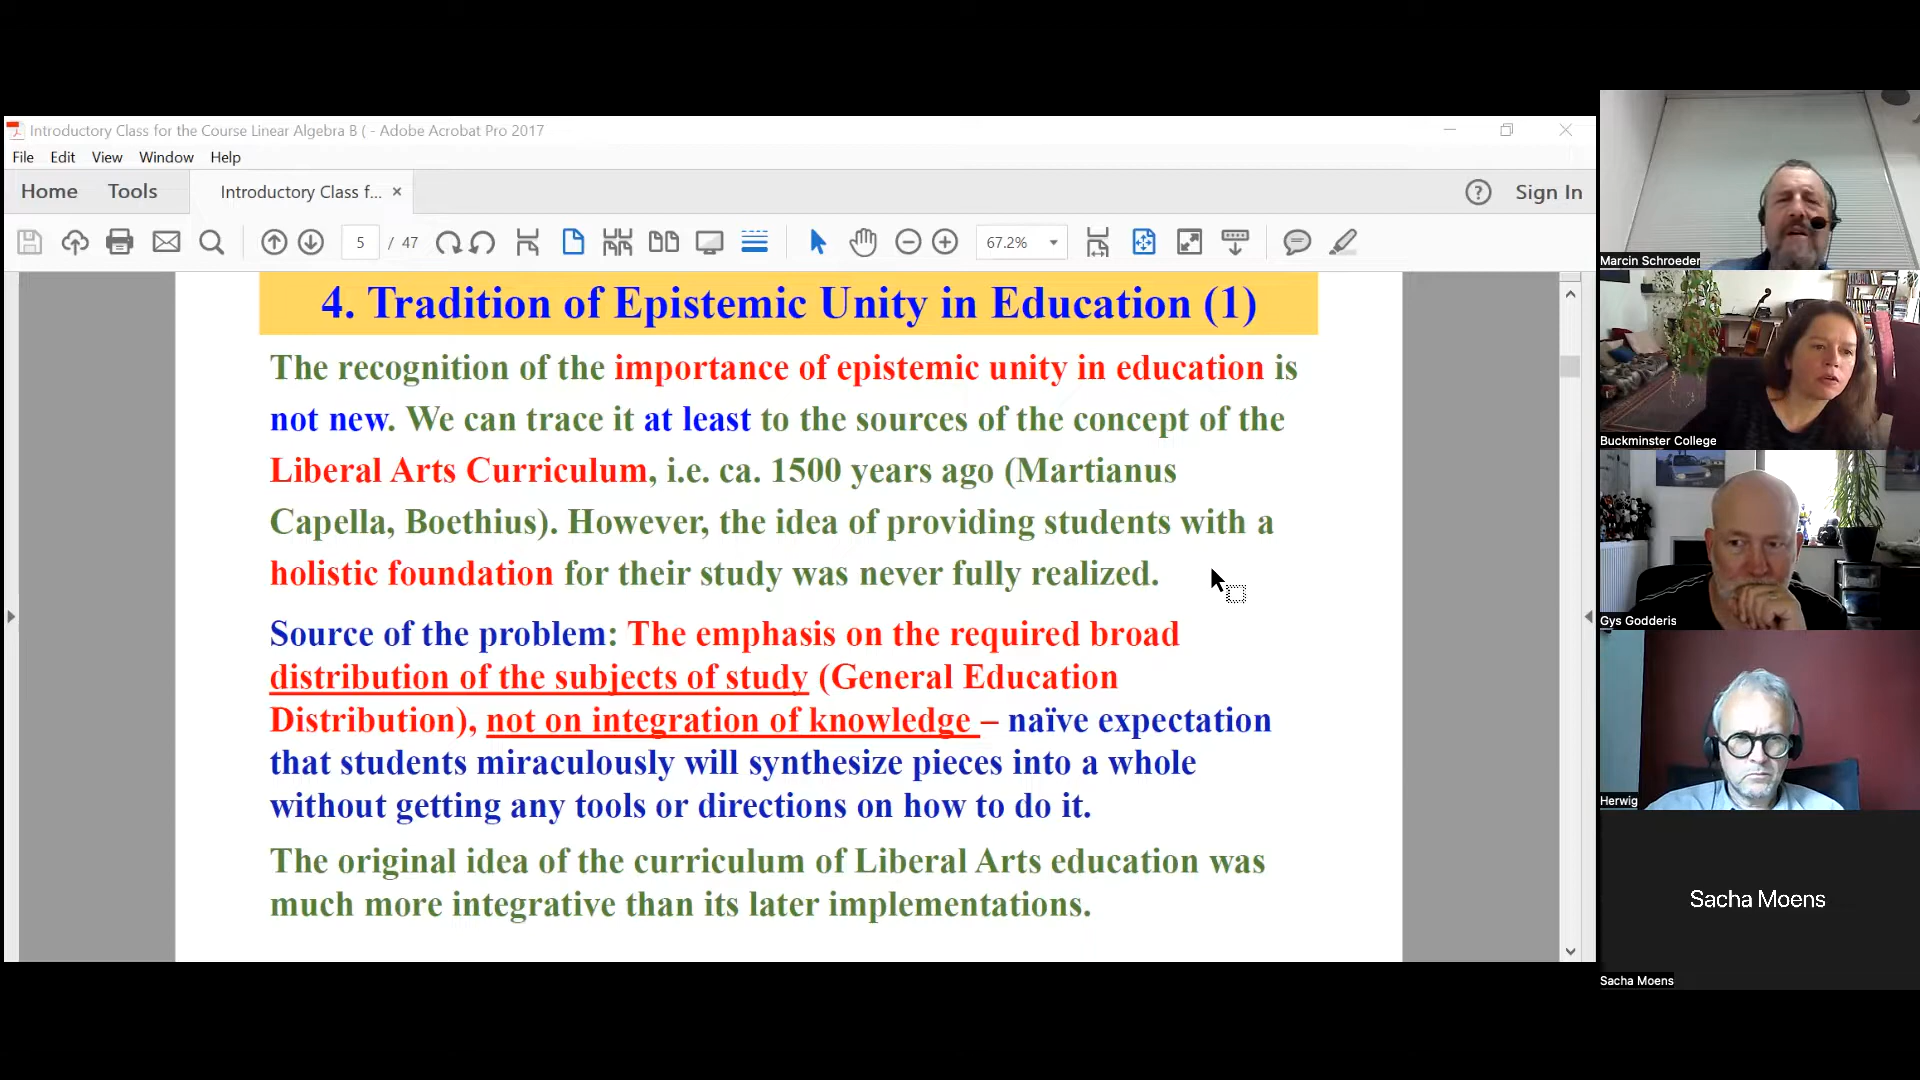 Introductory Class for the Course Linear Algebra B ( - Adobe Acrobat Pro 2017
File Edit View Window Help
Home Tools Introductory Class f... × Sign In
5 / 47 67.2%
4. Tradition of Epistemic Unity in Education (1)
The recognition of the importance of epistemic unity in education is
not new. We can trace it at least to the sources of the concept of the
Liberal Arts Curriculum, i.e. ca. 1500 years ago (Martianus
Capella, Boethius). However, the idea of providing students with a
holistic foundation for their study was never fully realized.
Source of the problem: The emphasis on the required broad
distribution of the subjects of study (General Education
Distribution), not on integration of knowledge – naïve expectation
that students miraculously will synthesize pieces into a whole
without getting any tools or directions on how to do it.
The original idea of the curriculum of Liberal Arts education was
much more integrative than its later implementations.
Marcin Schroeder
Buckminster College
Gys Godderis
Herwig
Sacha Moens
Sacha Moens